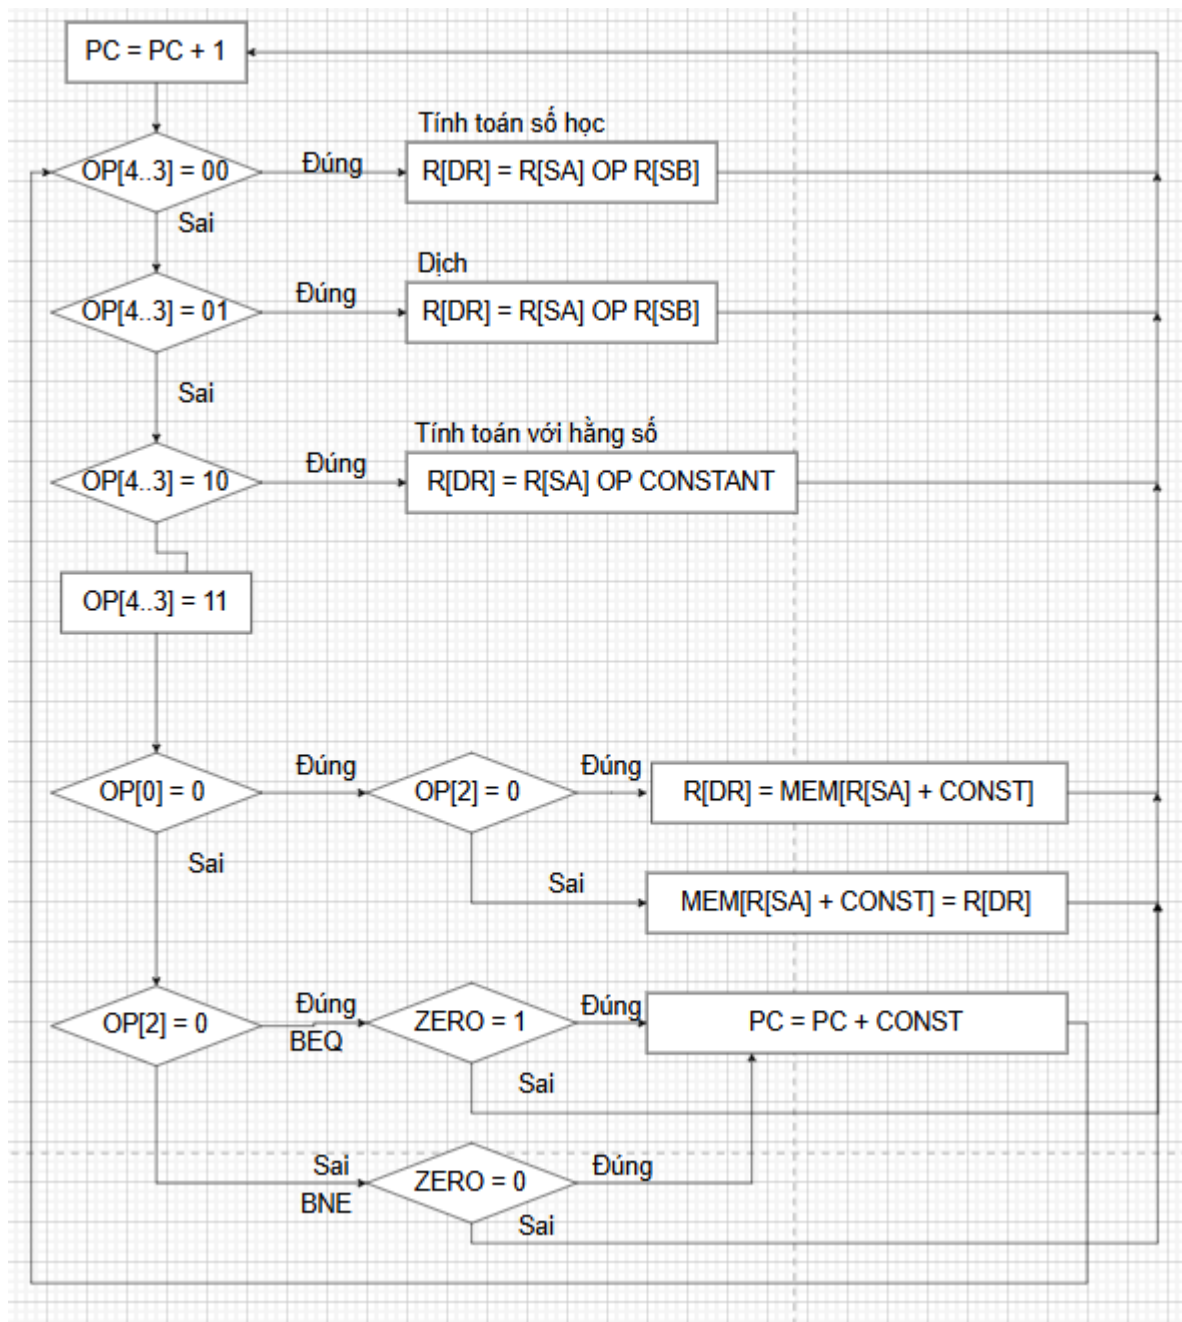 PC = PC + 1
Tính toán số học
OP[4..3] = 00
Đúng
R[DR] = R[SA] OP R[SB]
Sai
Dịch
OP[4..3] = 01
Đúng
R[DR] = R[SA] OP R[SB]
Sai
Tính toán với hằng số
OP[4..3] = 10
Đúng
R[DR] = R[SA] OP CONSTANT
OP[4..3] = 11
OP[0] = 0
Đúng
OP[2] = 0
Đúng
R[DR] = MEM[R[SA] + CONST]
Sai
Sai
MEM[R[SA] + CONST] = R[DR]
OP[2] = 0
Đúng
BEQ
ZERO = 1
Đúng
PC = PC + CONST
Sai
Sai
BNE
ZERO = 0
Đúng
Sai